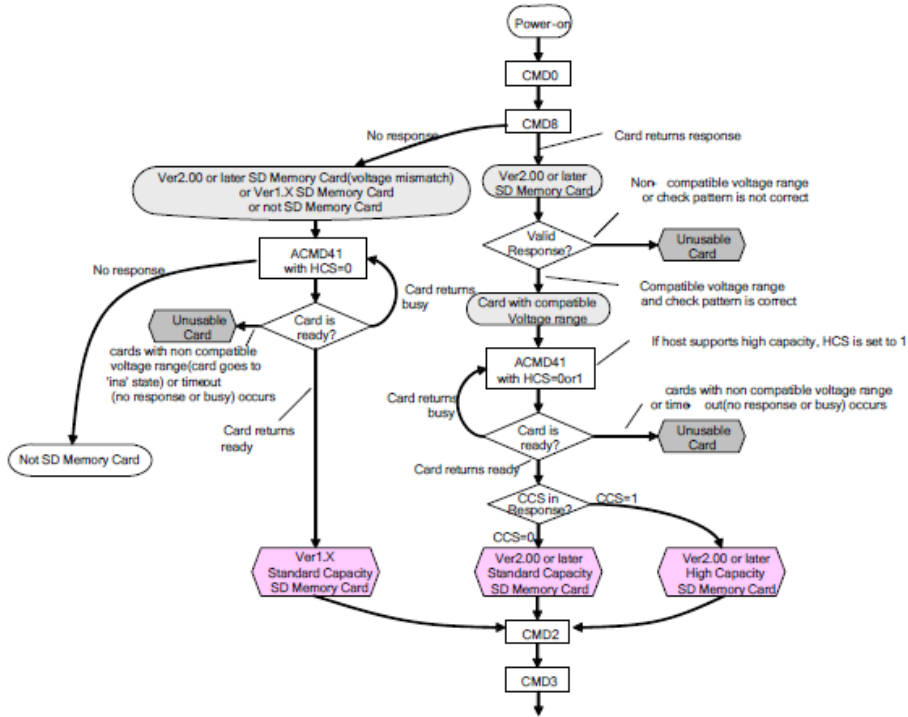 Power-on
CMD0
CMD8
No response
Card returns response
Ver2.00 or later SD Memory Card(voltage mismatch)
or Ver1.X SD Memory Card
or not SD Memory Card
Ver2.00 or later
SD Memory Card
Non- compatible voltage range
or check pattern is not correct
Valid
Response?
Unusable
Card
ACMD41
with HCS=0
No response
Card returns
busy
Compatible voltage range
and check pattern is correct
Card with compatible
Voltage range
Unusable
Card
Card is
ready?
If host supports high capacity, HCS is set to 1
cards with non compatible
voltage range(card goes to
'ina' state) or timeout
(no response or busy) occurs
ACMD41
with HCS=0or1
Card returns
busy
cards with non compatible voltage range
or time- out(no response or busy) occurs
Card returns
ready
Card is
ready?
Unusable
Card
Not SD Memory Card
Card returns ready
CCS in
Response?
CCS=1
CCS=0
Ver1.X
Standard Capacity
SD Memory Card
Ver2.00 or later
Standard Capacity
SD Memory Card
Ver2.00 or later
High Capacity
SD Memory Card
CMD2
CMD3